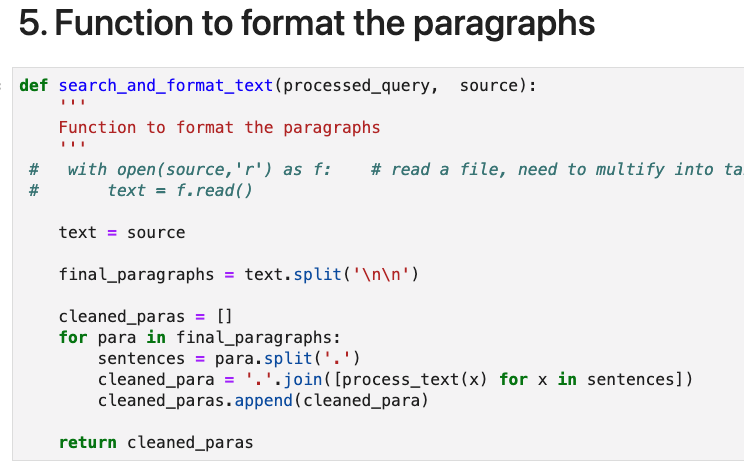 5. Function to format the paragraphs
def search_and_format_text(processed_query,  source):
    '''
    Function to format the paragraphs
    '''
 #   with open(source,'r') as f:    # read a file, need to multify into
 #       text = f.read()
    text = source
    final_paragraphs = text.split('\n\n')
    cleaned_paras = []
    for para in final_paragraphs:
        sentences = para.split('.')
        cleaned_para = '.'.join([process_text(x) for x in sentences])
        cleaned_paras.append(cleaned_para)
    return cleaned_paras